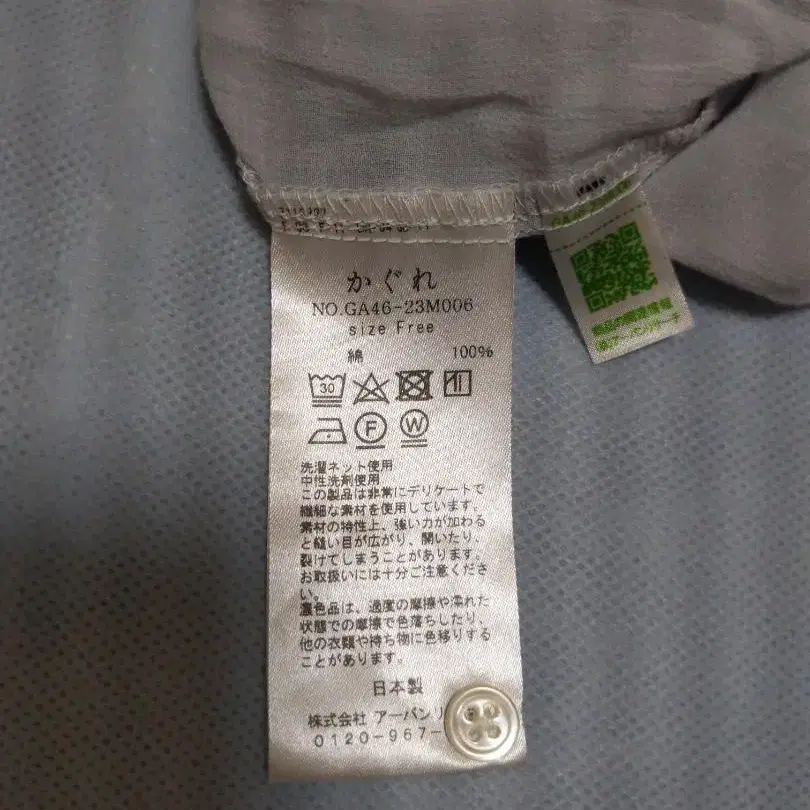 かぐれ
NO.GA46-23M006
size Free
綿 100%
30
F W
洗濯ネット使用
中性洗剤使用
この製品は非常にデリケートで
繊細な素材を使用しています。
素材の特性上、強い力が加わる
と縫い目が広がり、開いたり、
裂けてしまうことがあります。
お取扱いには十分ご注意くださ
い。
濃色品は、過度の摩擦や濡れた
状態での摩擦で色落ちしたり、
他の衣類や持ち物に色移りする
ことがあります。
日本製
株式会社 アーバンリ
0120-967-